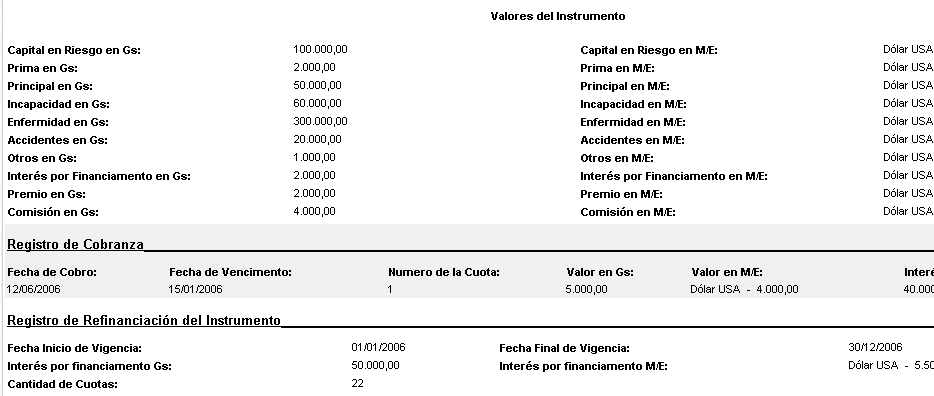 Valores del Instrumento
Capital en Riesgo en Gs: 100.000,00 Capital en Riesgo en M/E: Dólar USA
Prima en Gs: 2.000,00 Prima en M/E: Dólar USA
Principal en Gs: 50.000,00 Principal en M/E: Dólar USA
Incapacidad en Gs: 60.000,00 Incapacidad en M/E: Dólar USA
Enfermidad en Gs: 300.000,00 Enfermidad en M/E: Dólar USA
Accidentes en Gs: 20.000,00 Accidentes en M/E: Dólar USA
Otros en Gs: 1.000,00 Otros en M/E: Dólar USA
Interés por Financiamento en Gs: 2.000,00 Interés por Financiamento en M/E: Dólar USA
Premio en Gs: 2.000,00 Premio en M/E: Dólar USA
Comisión en Gs: 4.000,00 Comisión en M/E: Dólar USA
Registro de Cobranza
Fecha de Cobro: Fecha de Vencimento: Numero de la Cuota: Valor en Gs: Valor en M/E: Interé
12/06/2006 15/01/2006 1 5.000,00 Dólar USA - 4.000,00 40.000
Registro de Refinanciación del Instrumento
Fecha Inicio de Vigencia: 01/01/2006 Fecha Final de Vigencia: 30/12/2006
Interés por financiamento Gs: 50.000,00 Interés por financiamento M/E: Dólar USA - 5.50
Cantidad de Cuotas: 22